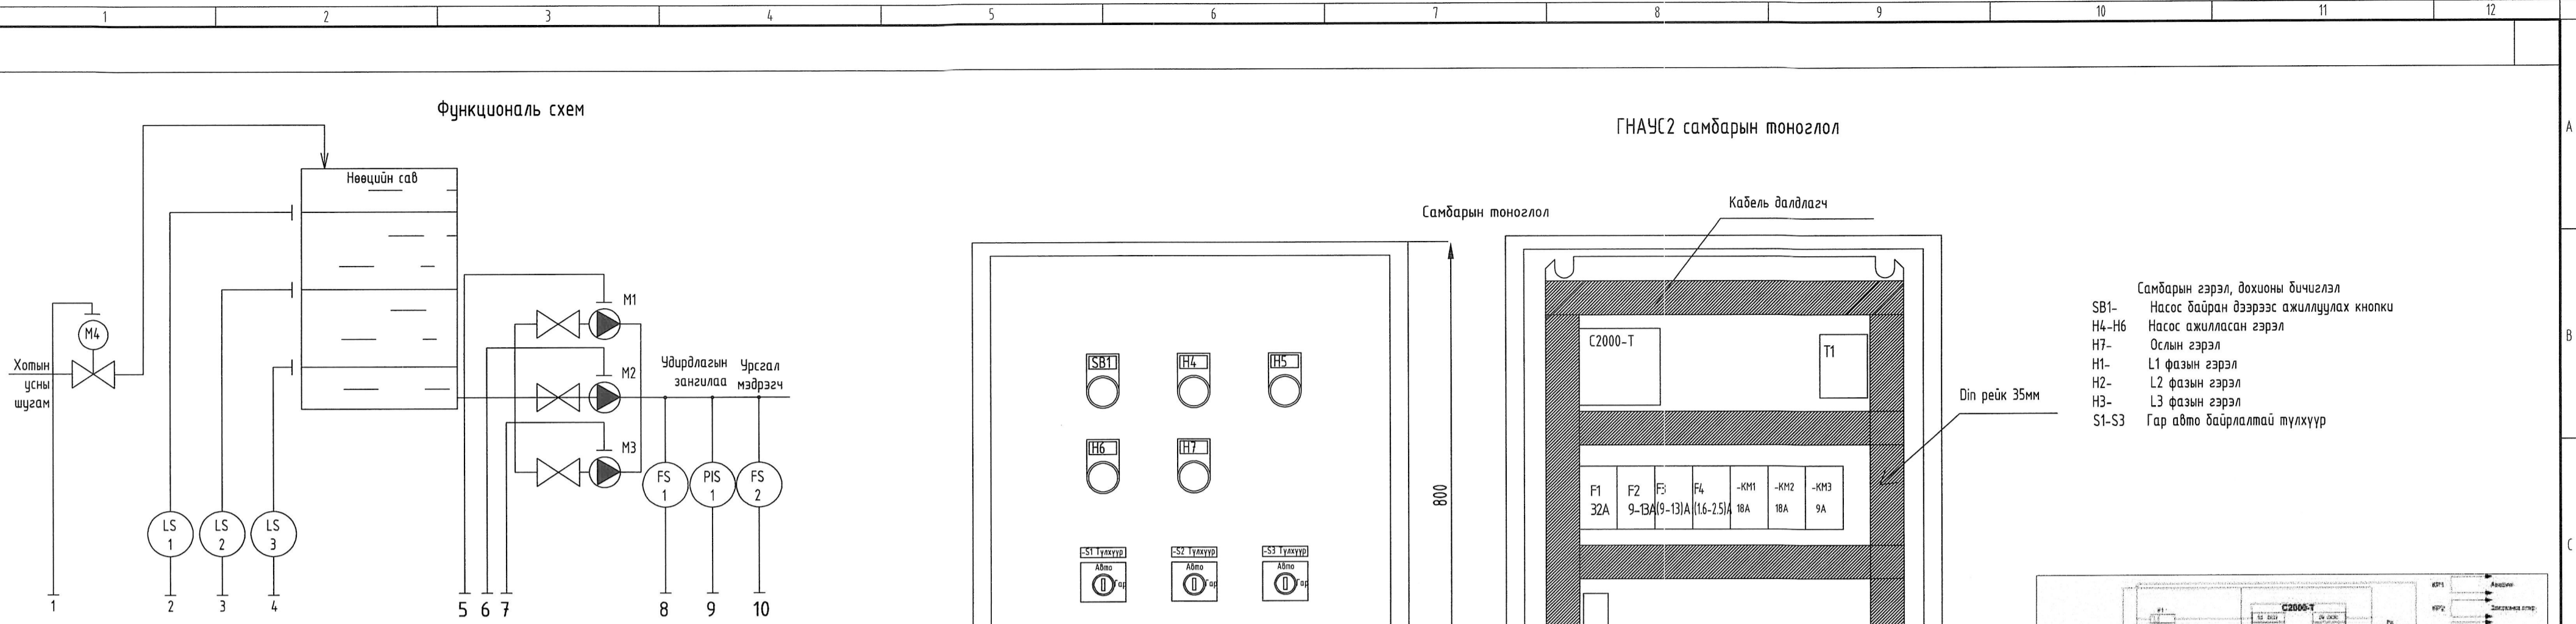 1 2 3 4 5 6 7 8 9 10 11 12
A
B
C
Функциональ схем
Нөөцийн сав
M4
Хотын
усны
шугам
M1
M2
M3
Удирдлагын
зангилаа
Урсгал
мэдрэгч
LS
1
LS
2
LS
3
FS
1
PIS
1
FS
2
1 2 3 4 5 6 7 8 9 10
ГНАУС2 самбарын тоноглол
Самбарын тоноглол
Кабель далдлагч
SB1
H4
H5
H6
H7
-S1 Түлхүүр
Авто
Гар
-S2 Түлхүүр
Авто
Гар
-S3 Түлхүүр
Авто
Гар
800
C2000-T
T1
F1
32A
F2
9-13A
F3
(9-13)A
F4
(1.6-2.5)A
-KM1
18A
-KM2
18A
-KM3
9A
Din рейк 35мм
Самбарын гэрэл, дохионы бичиглэл
SB1- Насос байран дээрээс ажиллуулах кнопки
H4-H6 Насос ажилласан гэрэл
H7- Ослын гэрэл
H1- L1 фазын гэрэл
H2- L2 фазын гэрэл
H3- L3 фазын гэрэл
S1-S3 Гар авто байрлалтай түлхүүр
C2000-T